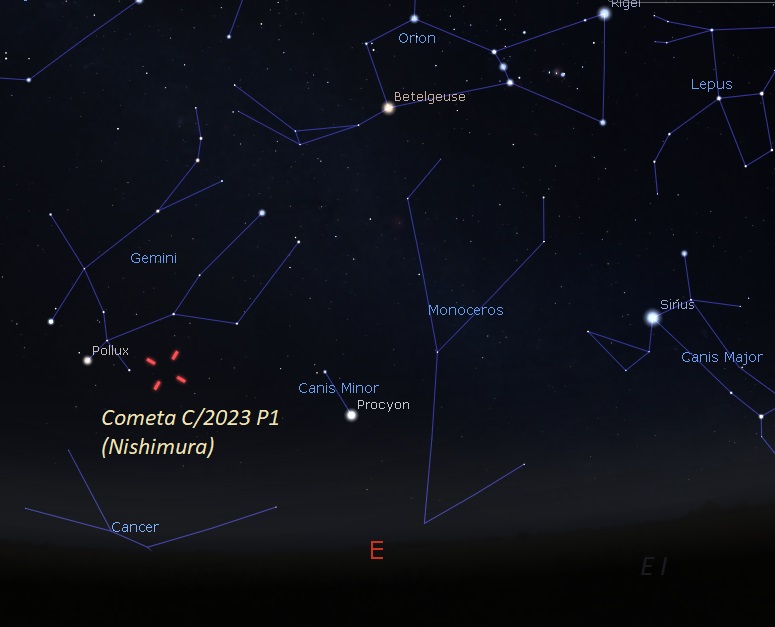 Rigel
Orion
Lepus
Betelgeuse
Gemini
Sirius
Monoceros
Pollux
Canis Major
Canis Minor
Procyon
Cometa C/2023 P1
(Nishimura)
Cancer
E
E I